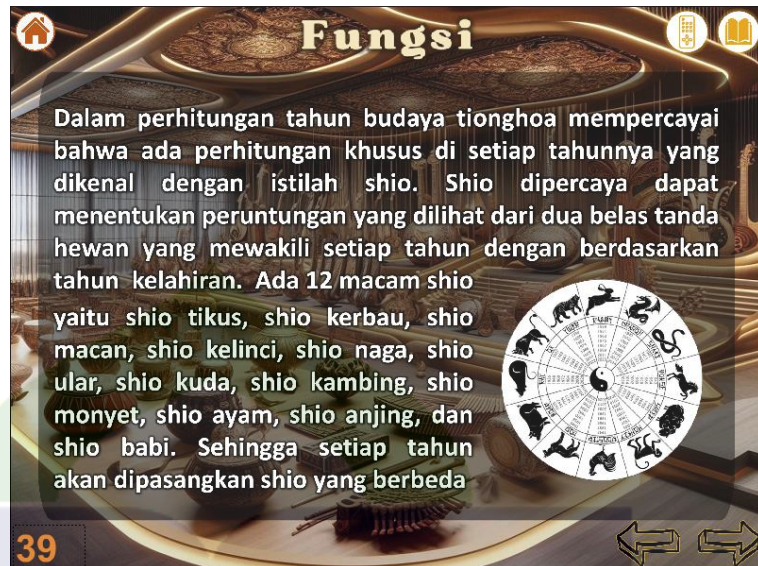 Fungsi
Dalam perhitungan tahun budaya tionghoa mempercayai
bahwa ada perhitungan khusus di setiap tahunnya yang
dikenal dengan istilah shio. Shio dipercaya dapat
menentukan peruntungan yang dilihat dari dua belas tanda
hewan yang mewakili setiap tahun dengan berdasarkan
tahun kelahiran. Ada 12 macam shio
yaitu shio tikus, shio kerbau, shio
macan, shio kelinci, shio naga, shio
ular, shio kuda, shio kambing, shio
monyet, shio ayam, shio anjing, dan
shio babi. Sehingga setiap tahun
akan dipasangkan shio yang berbeda
39